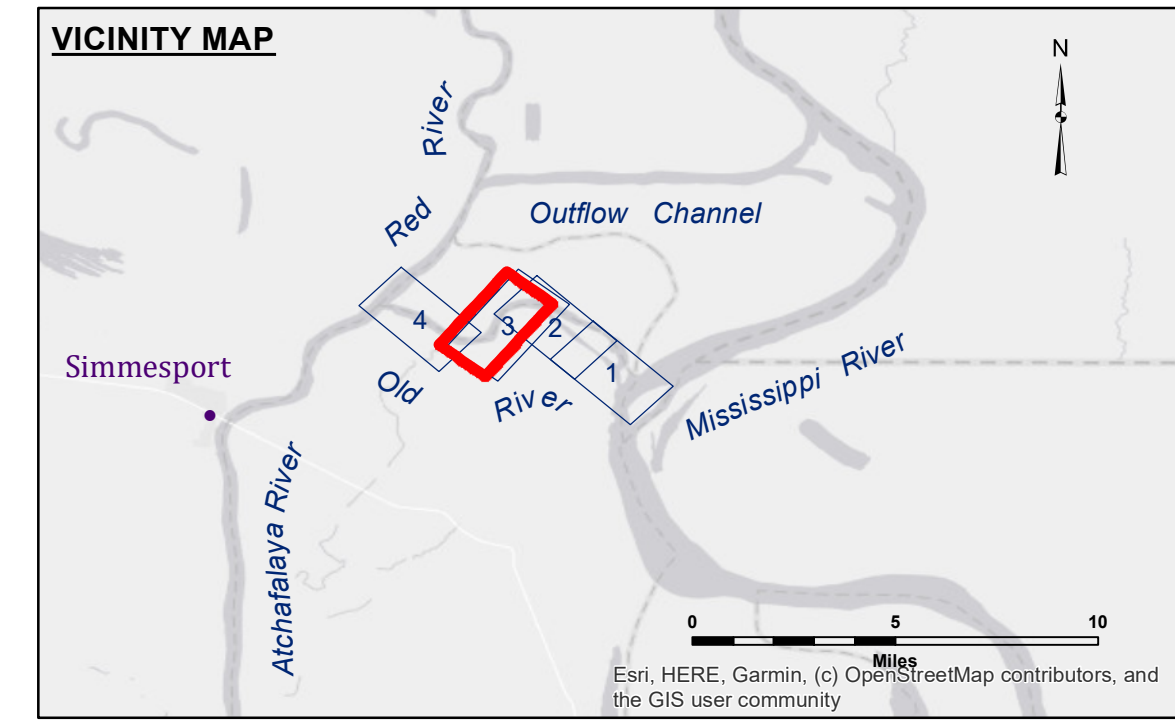 VICINITY MAP
N
Red River
Outflow Channel
4
3
2
1
Simmesport
Old River
Mississippi River
Atchafalaya River
0 5 10
Miles
Esri, HERE, Garmin, (c) OpenStreetMap contributors, and
the GIS user community